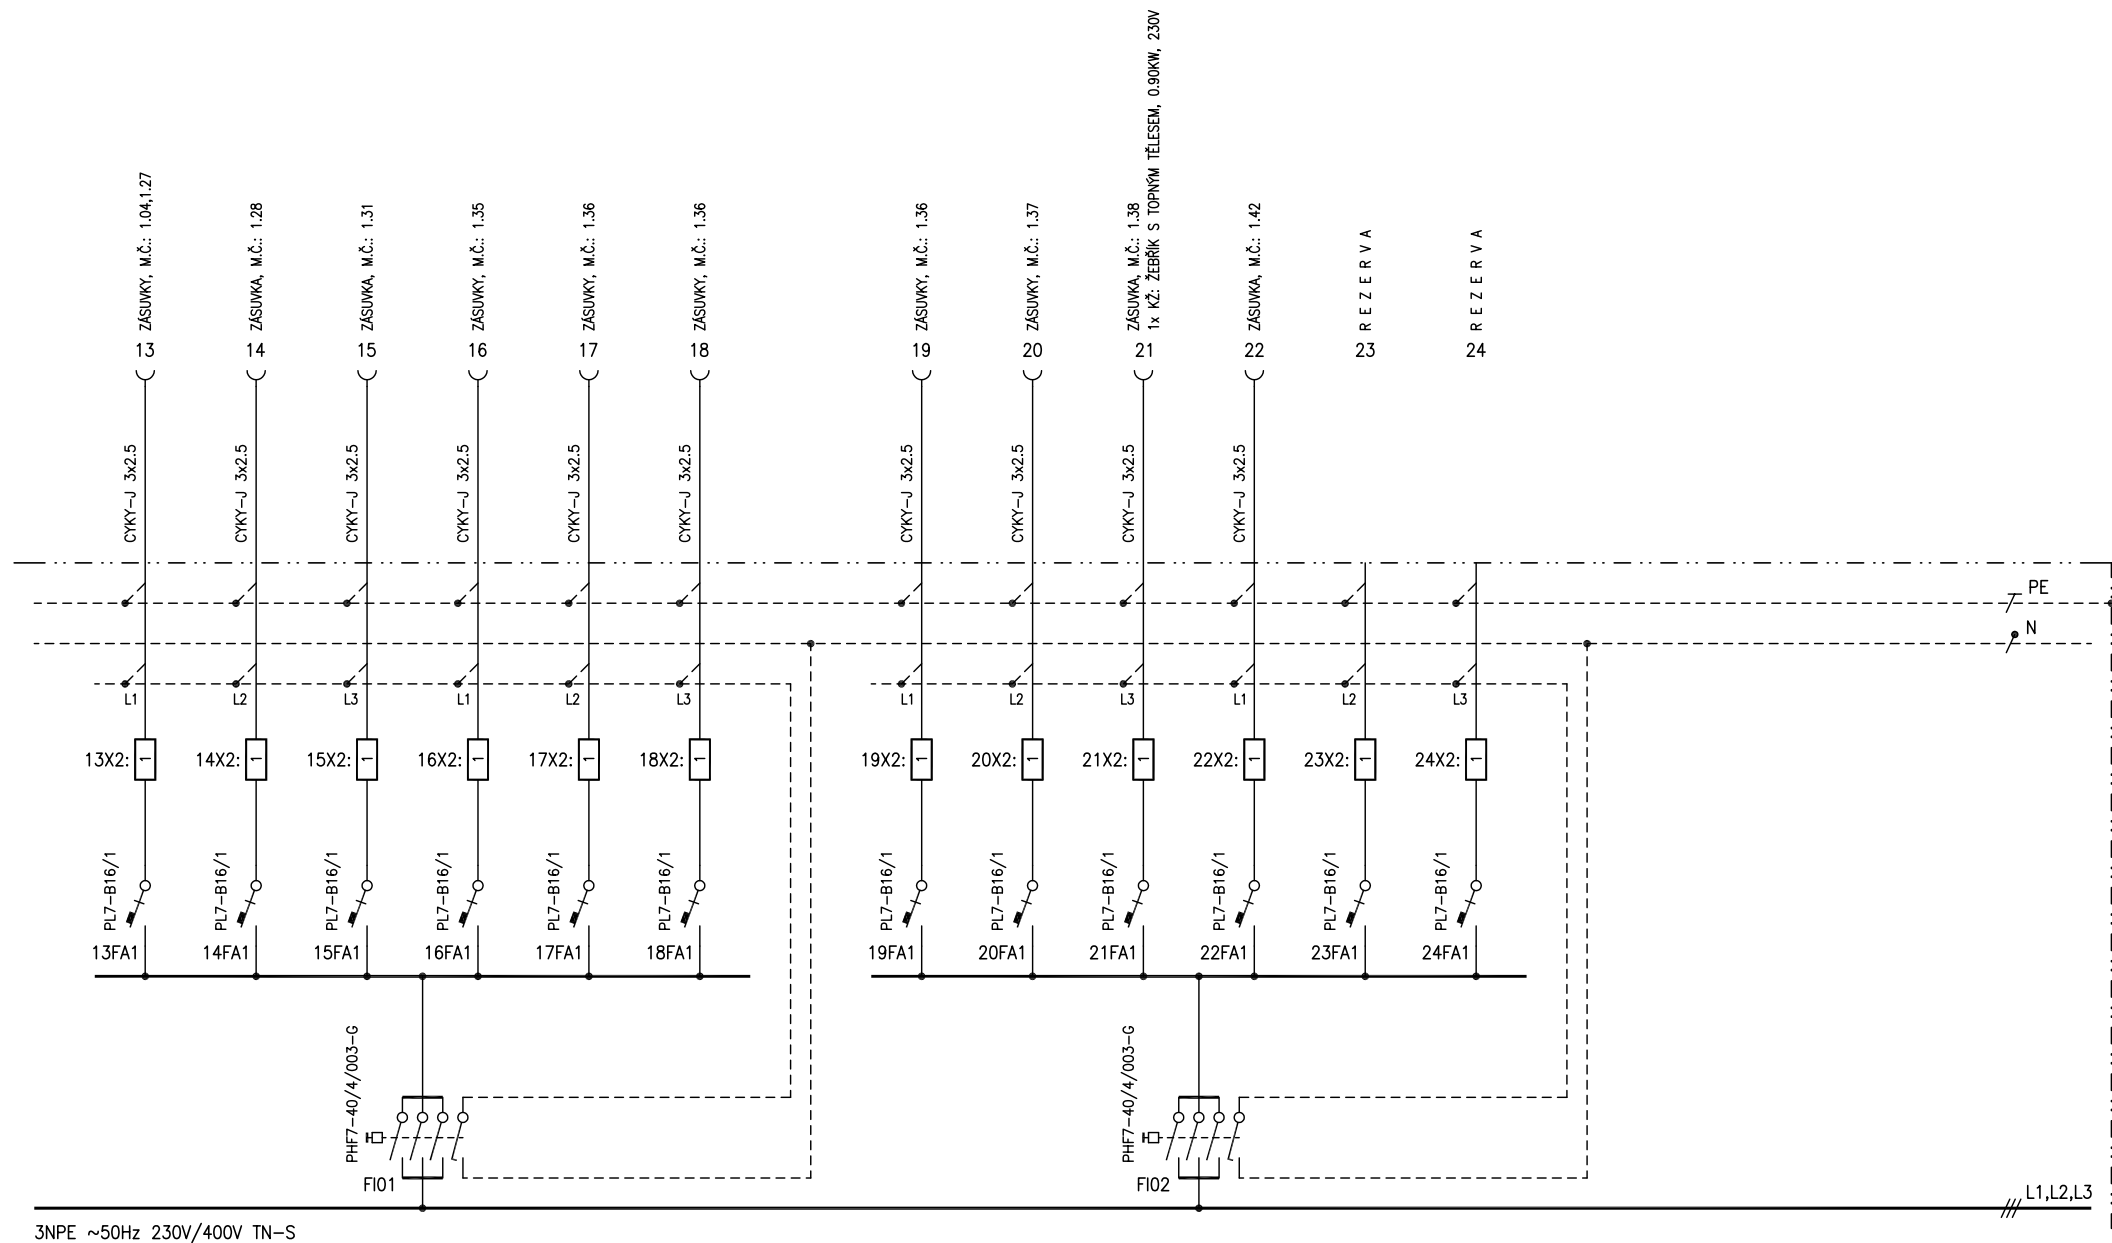 ZÁSUVKY, M.Č.: 1.04,1.27
ZÁSUVKA, M.Č.: 1.28
ZÁSUVKA, M.Č.: 1.31
ZÁSUVKY, M.Č.: 1.35
ZÁSUVKY, M.Č.: 1.36
ZÁSUVKY, M.Č.: 1.36
ZÁSUVKY, M.Č.: 1.36
ZÁSUVKY, M.Č.: 1.37
ZÁSUVKA, M.Č.: 1.38
1x KŽ: ŽEBŘÍK S TOPNÝM TĚLESEM, 0.90KW, 230V
ZÁSUVKA, M.Č.: 1.42
R E Z E R V A
R E Z E R V A
13 14 15 16 17 18 19 20 21 22 23 24
CYKY-J 3x2.5
CYKY-J 3x2.5
CYKY-J 3x2.5
CYKY-J 3x2.5
CYKY-J 3x2.5
CYKY-J 3x2.5
CYKY-J 3x2.5
CYKY-J 3x2.5
CYKY-J 3x2.5
CYKY-J 3x2.5
PE
N
L1 L2 L3 L1 L2 L3 L1 L2 L3 L1 L2 L3
13X2: 1 14X2: 1 15X2: 1 16X2: 1 17X2: 1 18X2: 1 19X2: 1 20X2: 1 21X2: 1 22X2: 1 23X2: 1 24X2: 1
PL7-B16/1
PL7-B16/1
PL7-B16/1
PL7-B16/1
PL7-B16/1
PL7-B16/1
PL7-B16/1
PL7-B16/1
PL7-B16/1
PL7-B16/1
PL7-B16/1
PL7-B16/1
13FA1 14FA1 15FA1 16FA1 17FA1 18FA1 19FA1 20FA1 21FA1 22FA1 23FA1 24FA1
PHF7-40/4/003-G
PHF7-40/4/003-G
FI01 FI02
L1,L2,L3
3NPE ~50Hz 230V/400V TN-S